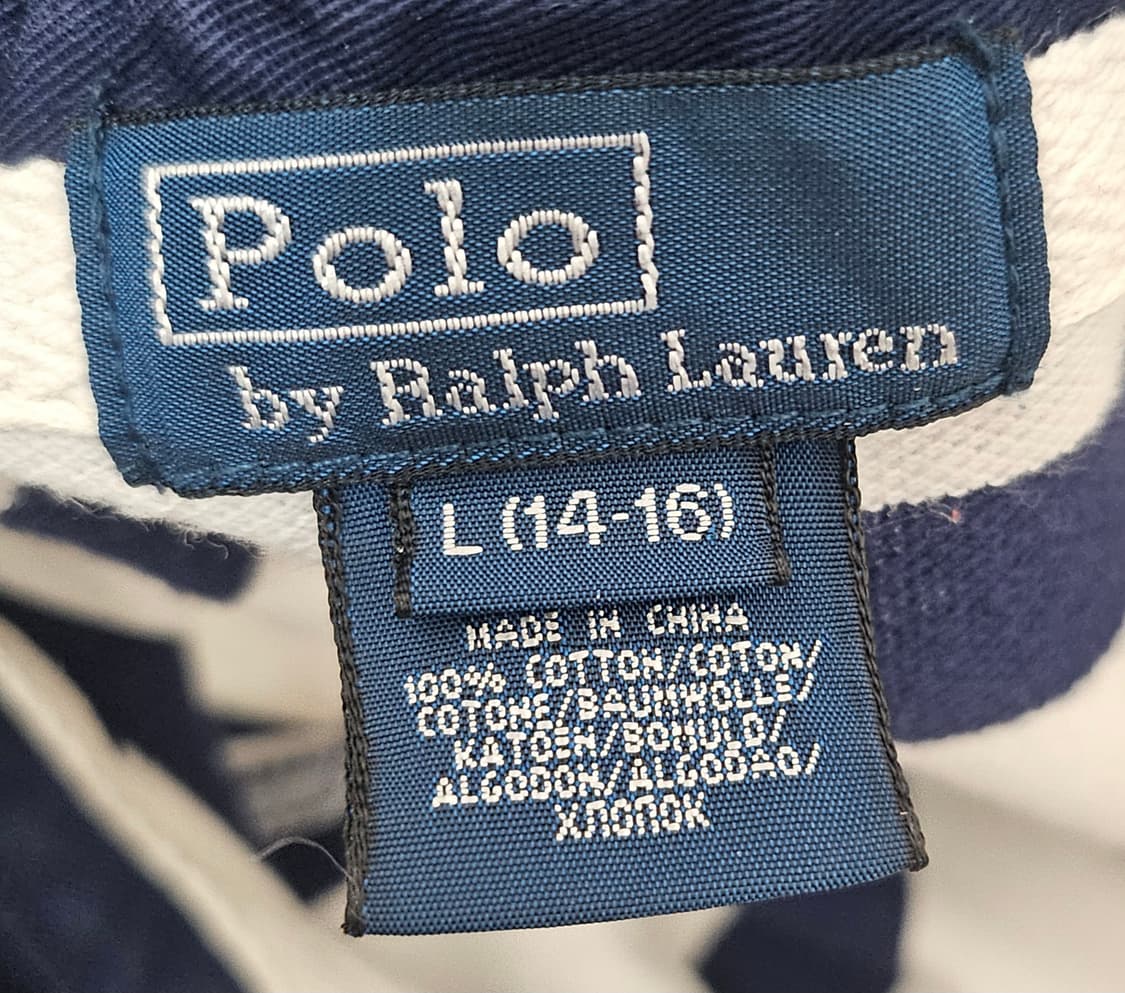 Polo
by Ralph Lauren
L (14-16)
MADE IN CHINA
100% COTTON/COTON/
COTONE/BAUMWOLLE/
KATOEN/BOMULD/
ALGODON/ALGODÃO/
ХЛОПОК